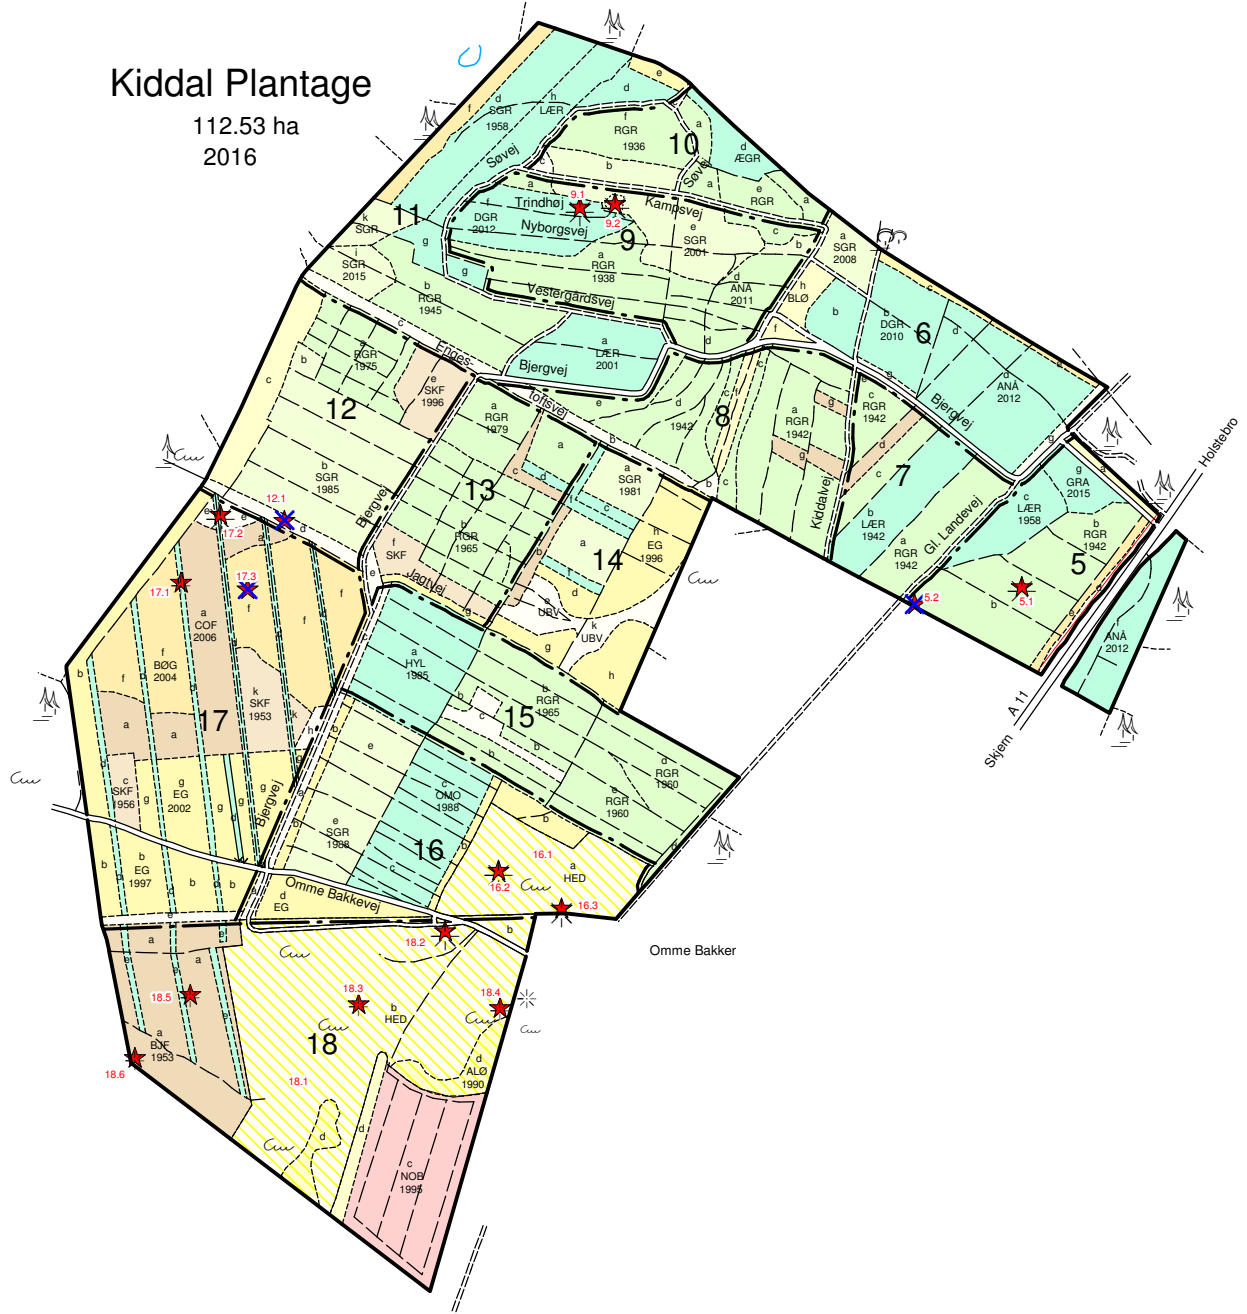 Kiddal Plantage
112.53 ha
2016
e
f
d
SGR
1958
h
LÆR
d
Søvej
f
RGR
1936
10
a
d
ÆGR
b
c
Søvej
a
e
RGR
a
11
k
SGR
a
Trindhøj
9.1
9.2
Kampsvej
f
DGR
2012
Nyborgsvej
9
e
SGR
2001
c
b
a
SGR
2008
g
g
i
SGR
2015
b
RGR
1945
a
RGR
1938
Vestergårdsvej
d
ANA
2011
h
BLØ
f
b
b
DGR
2010
c
d
6
d
ANÅ
2012
c
Enges-
toftsvej
Bjergvej
a
LÆR
2001
d
c
b
e
RGR
1975
e
SKF
1996
12
b
SGR
1985
a
RGR
1979
e
d
1942
c
f
8
c
b
b
c
a
RGR
1942
g
g
c
RGR
1942
d
c
g
Bjergvej
7
b
LÆR
1942
a
RGR
1942
Kiddalvej
Gl. Landevej
g
g
GRA
2015
a
c
LÆR
1958
b
RGR
1942
5
b
5.1
5.2
e
Holstebro
A 11
Skjern
f
ANÅ
2012
13
a
c
d
b
RGR
1965
b
f
SKF
Bjergvej
Jagtvej
a
SGR
1981
c
a
14
h
EG
1996
d
e
UBV
k
UBV
g
g
h
12.1
17.2
e
e
a
d
17.1
17.3
a
COF
2006
f
f
f
f
BØG
2004
k
SKF
1953
k
h
17
a
a
b
d
e
c
c
SKF
1956
g
g
EG
2002
g
g
g
d
Bjergvej
b
EG
1997
b
b
b
d
e
e
a
HYL
1985
b
RGR
1965
15
b
c
b
b
d
RGR
1960
e
RGR
1960
d
b
e
e
SGR
1988
c
OMO
1988
16
c
b
b
b
a
16.1
a
HED
16.2
16.3
Omme Bakkevej
d
EG
b
18.2
Omme Bakker
a
a
e
e
e
e
18.5
a
BJF
1953
18.6
18.3
b
HED
18.4
18
18.1
d
ALØ
1990
d
d
c
NOB
1995